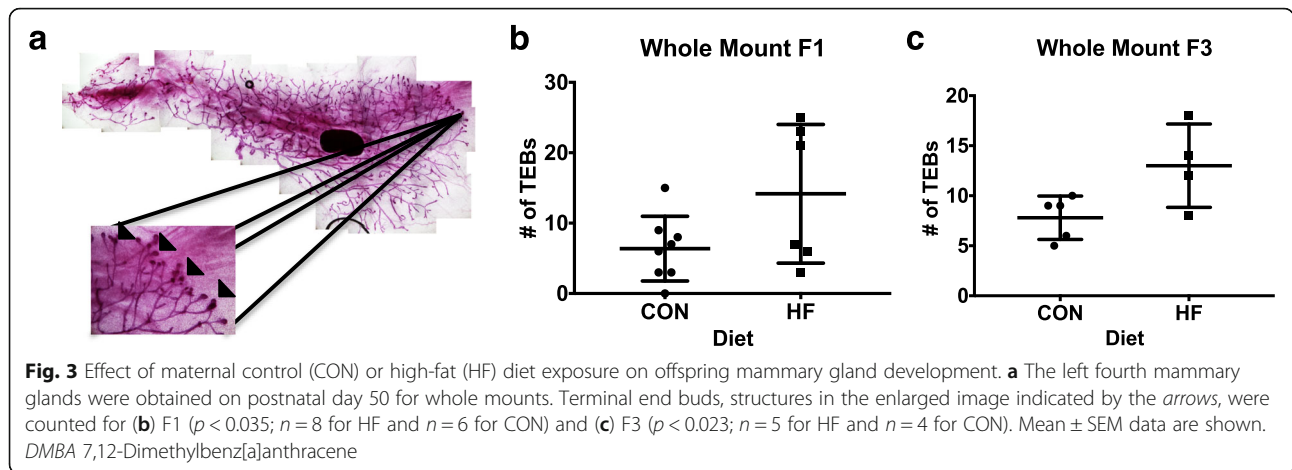 a
b
Whole Mount F1
# of TEBs
30
20
10
0
CON
HF
Diet
c
Whole Mount F3
# of TEBs
20
15
10
5
0
CON
HF
Diet
Fig. 3 Effect of maternal control (CON) or high-fat (HF) diet exposure on offspring mammary gland development. a The left fourth mammary
glands were obtained on postnatal day 50 for whole mounts. Terminal end buds, structures in the enlarged image indicated by the arrows, were
counted for (b) F1 (p < 0.035; n = 8 for HF and n = 6 for CON) and (c) F3 (p < 0.023; n = 5 for HF and n = 4 for CON). Mean ± SEM data are shown.
DMBA 7,12-Dimethylbenz[a]anthracene